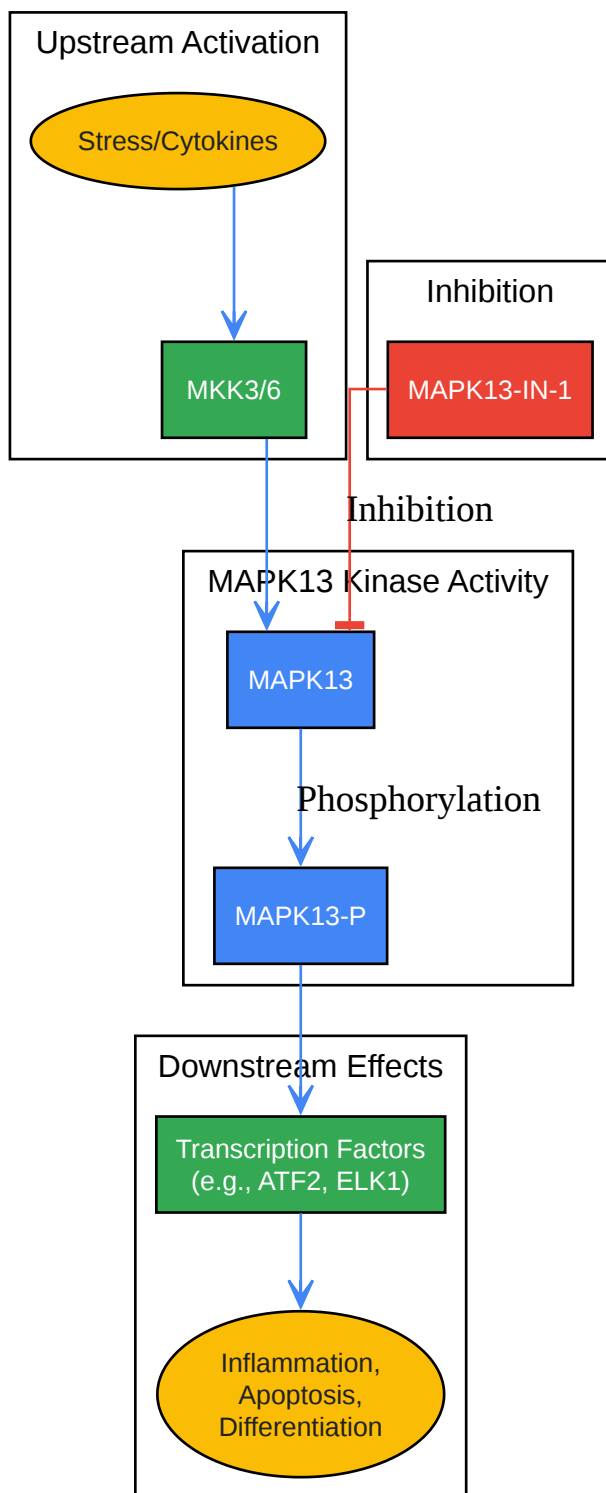 Upstream Activation
Stress/Cytokines
Inhibition
MKK3/6
MAPK13-IN-1
Inhibition
MAPK13 Kinase Activity
MAPK13
Phosphorylation
MAPK13-P
Downstream Effects
Transcription Factors
(e.g., ATF2, ELK1)
Inflammation,
Apoptosis,
Differentiation